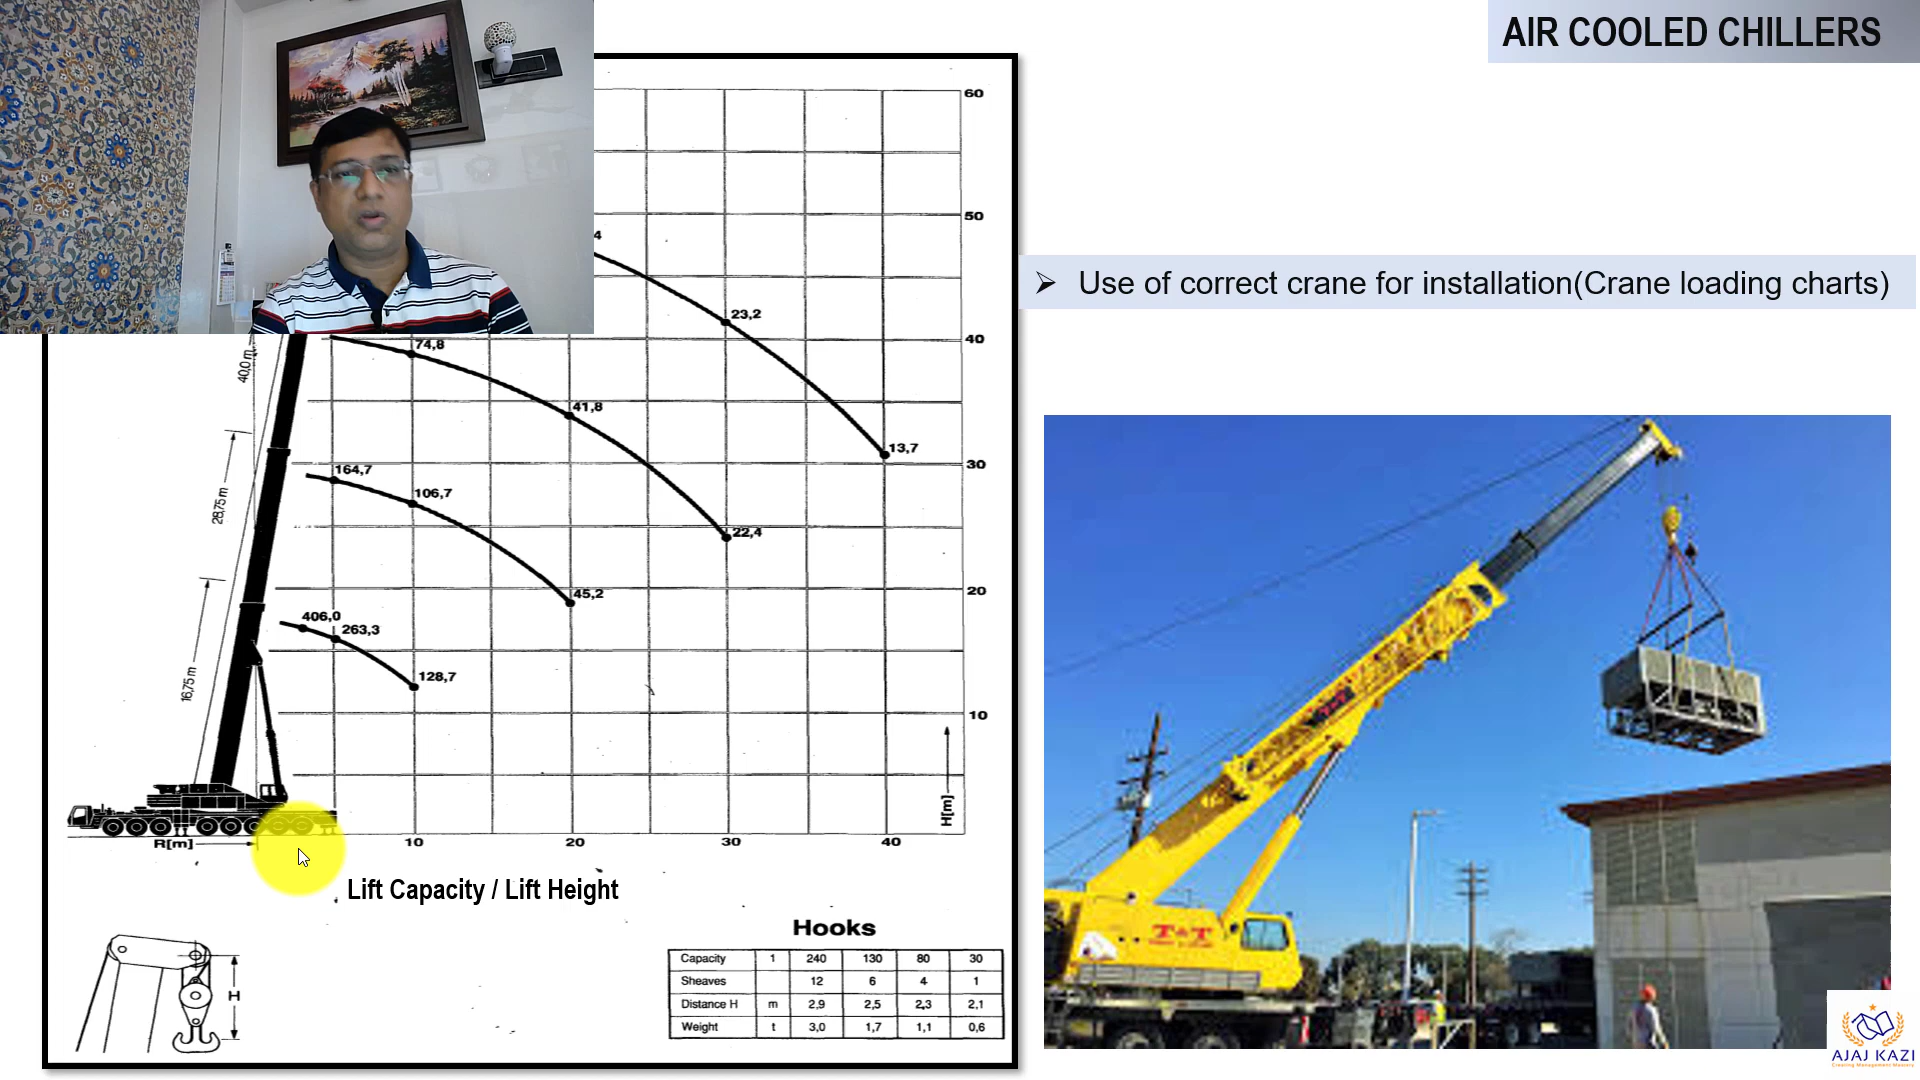 AIR COOLED CHILLERS
60
50
4
Use of correct crane for installation(Crane loading charts)
23,2
40
74,8
40,0 m
41,8
13,7
30
164,7
28,75 m
106,7
22,4
20
45,2
406,0
263,3
128,7
16,75 m
10
H[m]
R[m]
10
20
30
40
Lift Capacity / Lift Height
Hooks
Capacity t 240 130 80 30
Sheaves 12 6 4 1
Distance H m 2,9 2,5 2,3 2,1
Weight t 3,0 1,7 1,1 0,6
H
T&T
AJAJ KAZI
Creating Management Mastery